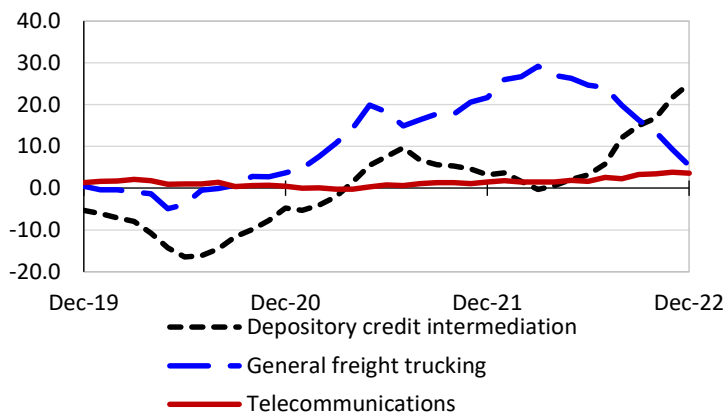 40.0
30.0
20.0
10.0
0.0
-10.0
-20.0
Dec-19 Dec-20 Dec-21 Dec-22
Depository credit intermediation
General freight trucking
Telecommunications